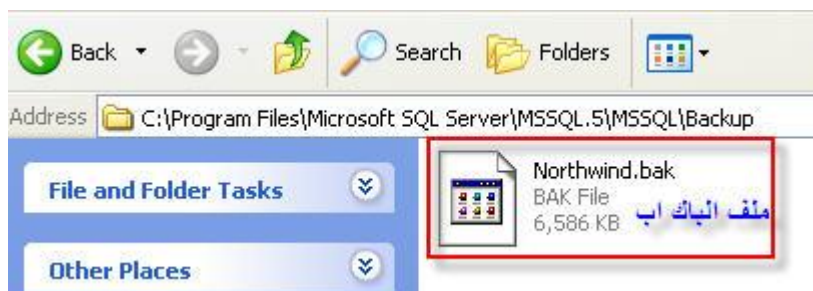 Back Search Folders
Address C:\Program Files\Microsoft SQL Server\MSSQL.5\MSSQL\Backup
File and Folder Tasks
Other Places
Northwind.bak
BAK File
6,586 KB
ملف الباك اب